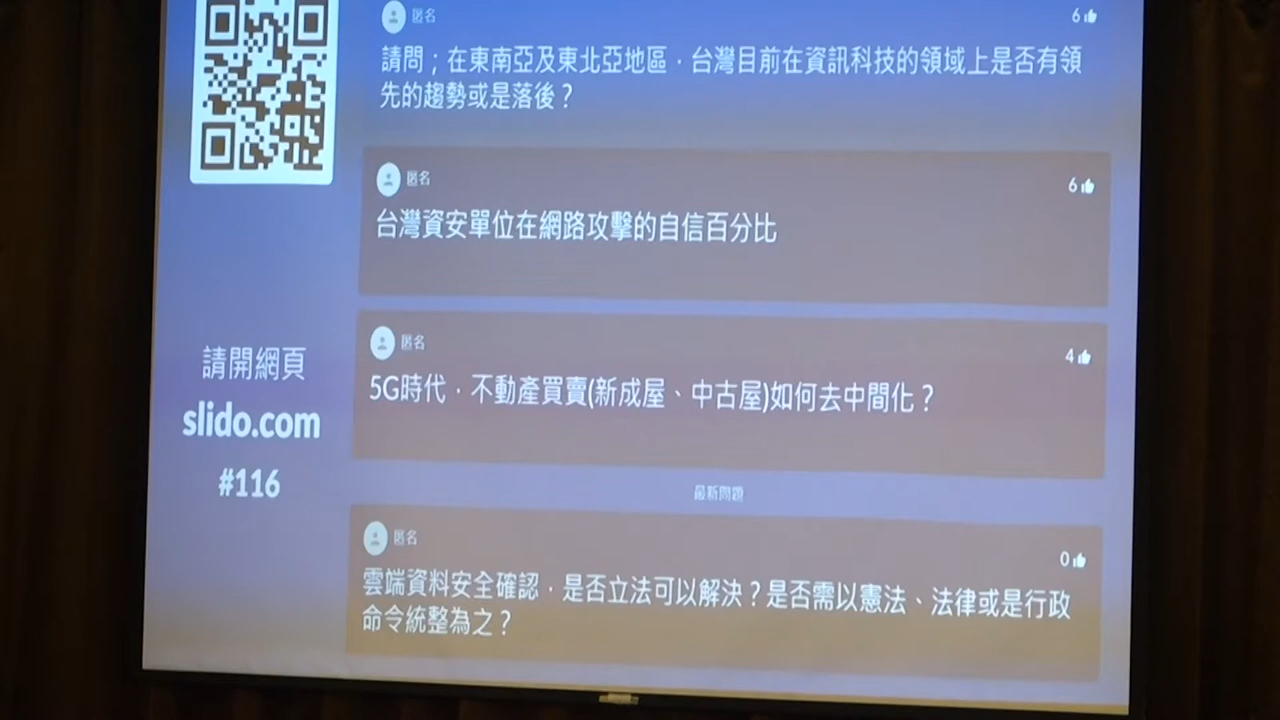 匿名
6
請問；在東南亞及東北亞地區，台灣目前在資訊科技的領域上是否有領
先的趨勢或是落後？
匿名
6
台灣資安單位在網路攻擊的自信百分比
匿名
4
5G時代，不動產買賣(新成屋、中古屋)如何去中間化？
最新問題
匿名
0
雲端資料安全確認，是否立法可以解決？是否需以憲法、法律或是行政
命令統整為之？
請開網頁
slido.com
#116